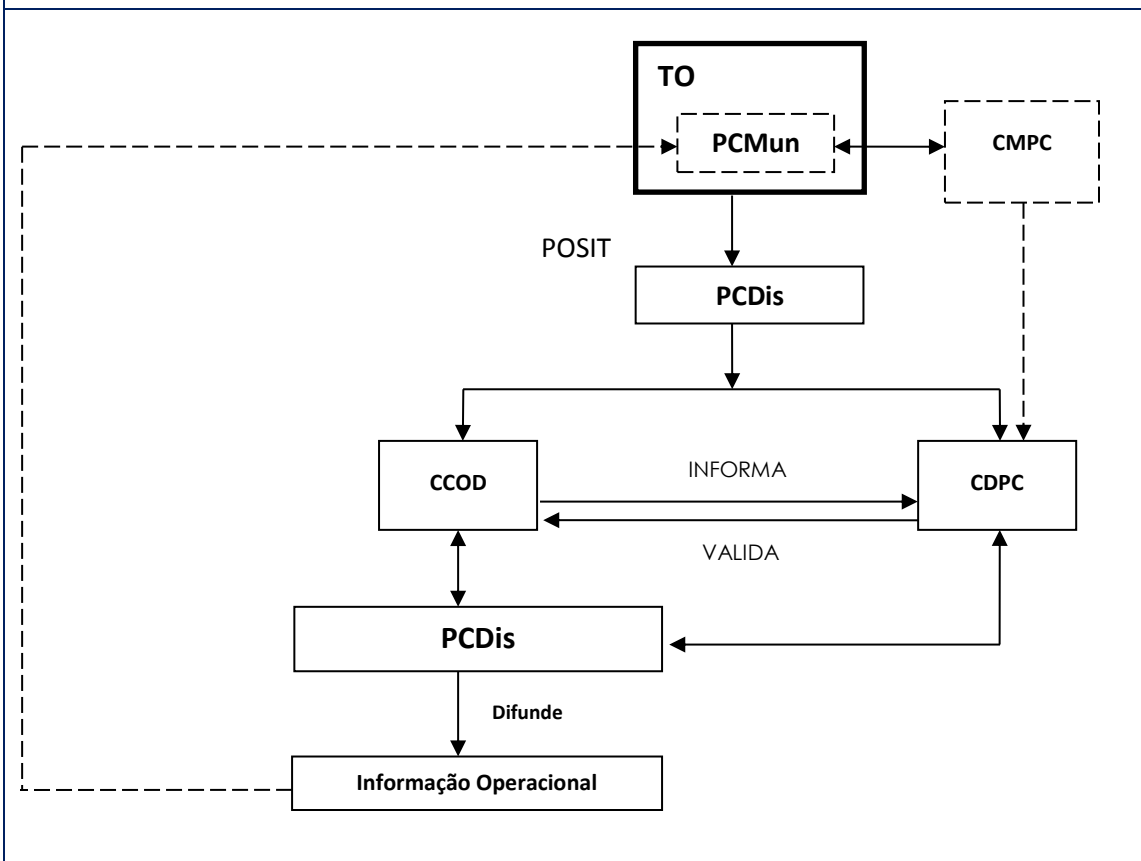 TO
PCMun
CMPC
POSIT
PCDis
INFORMA
CCOD
CDPC
VALIDA
PCDis
Difunde
Informação Operacional